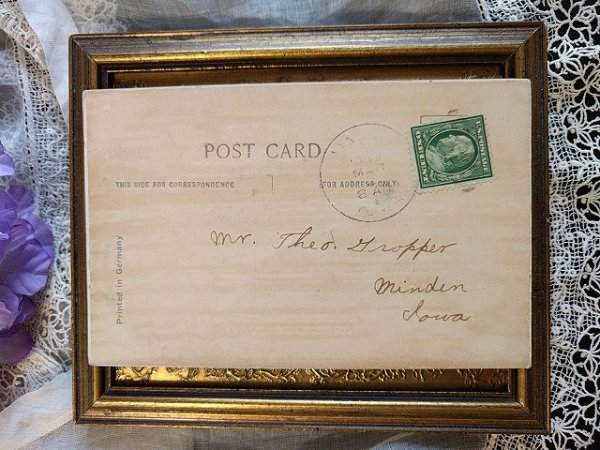 POST CARD
THIS SIDE FOR CORRESPONDENCE
(FOR ADDRESS ONLY)
Mr. Theo. Gropper
Minden
Iowa
Printed in Germany